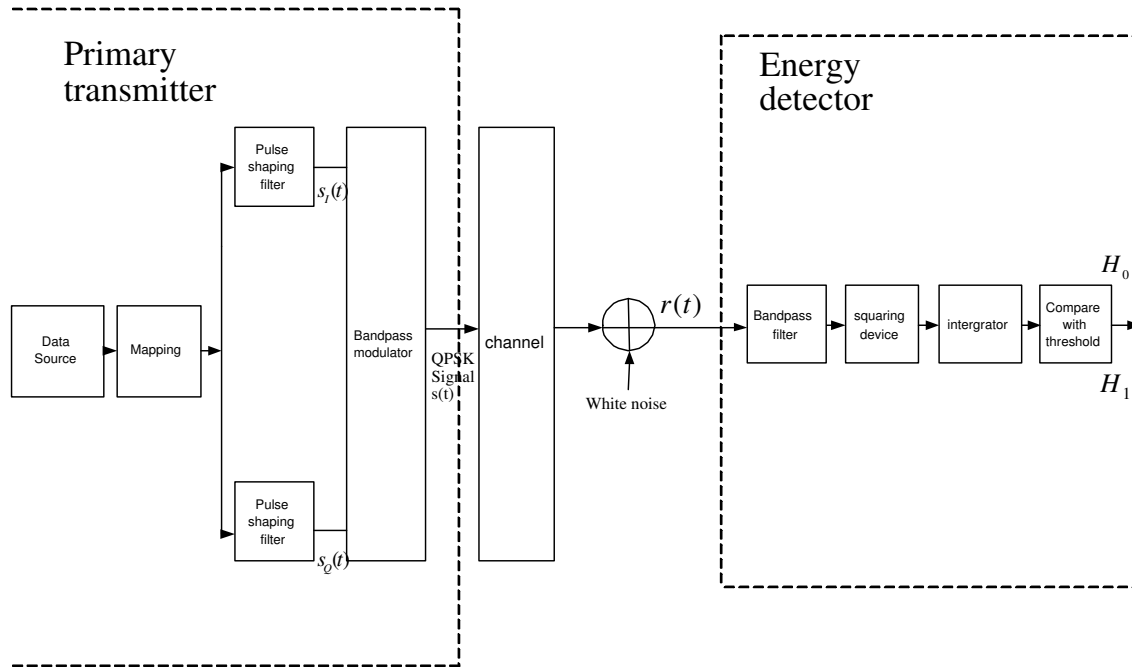 Primary
transmitter
Energy
detector
Pulse
shaping
filter
s_I(t)
Data
Source
Mapping
Bandpass
modulator
QPSK
Signal
s(t)
channel
r(t)
White noise
Bandpass
filter
squaring
device
intergrator
Compare
with
threshold
H_0
H_1
Pulse
shaping
filter
s_Q(t)